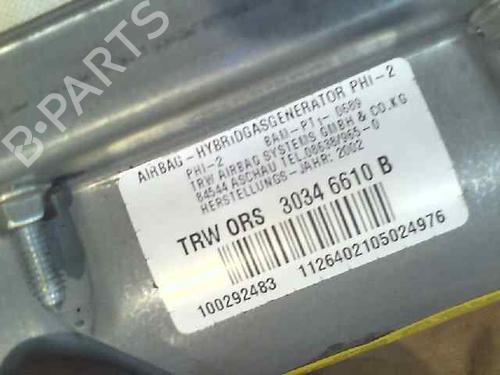 B-PARTS
AIRBAG-HYBRIDGASGENERATOR PHI-2
PHI-2 BAM-PT1-0689
TRW AIRBAG SYSTEMS GMBH & CO.KG
84544 ASCHAU TEL.08638/965-0
HERSTELLUNGS-JAHR: 2002
TRW ORS 3034 6610 B
100292483 1126402105024976